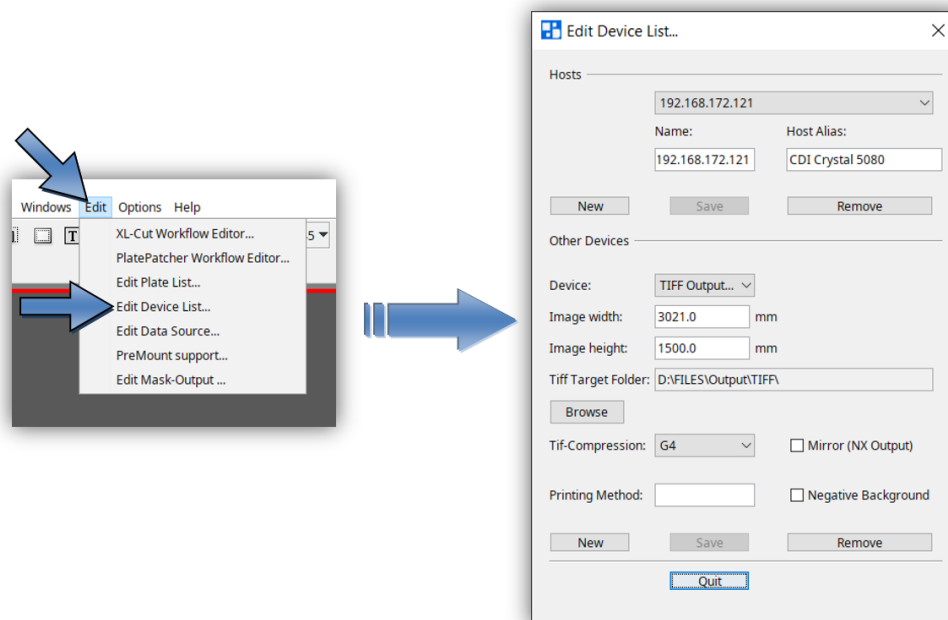 Windows Edit Options Help
T 5
XL-Cut Workflow Editor...
PlatePatcher Workflow Editor...
Edit Plate List...
Edit Device List...
Edit Data Source...
PreMount support...
Edit Mask-Output ...
Edit Device List...
Hosts
192.168.172.121
Name: Host Alias:
192.168.172.121 CDI Crystal 5080
New Save Remove
Other Devices
Device: TIFF Output...
Image width: 3021.0 mm
Image height: 1500.0 mm
Tiff Target Folder: D:\FILES\Output\TIFF\
Browse
Tif-Compression: G4 Mirror (NX Output)
Printing Method: Negative Background
New Save Remove
Quit